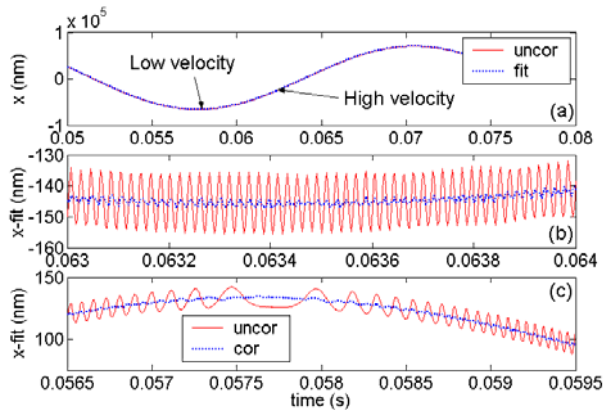 1 x 10^5
x (nm)
0
-1
Low velocity
High velocity
uncor
fit
(a)
0.05 0.055 0.06 0.065 0.07 0.075 0.08
x-fit (nm)
-130
-140
-150
-160
(b)
0.063 0.0632 0.0634 0.0636 0.0638 0.064
x-fit (nm)
150
100
(c)
uncor
cor
0.0565 0.057 0.0575 0.058 0.0585 0.059 0.0595
time (s)